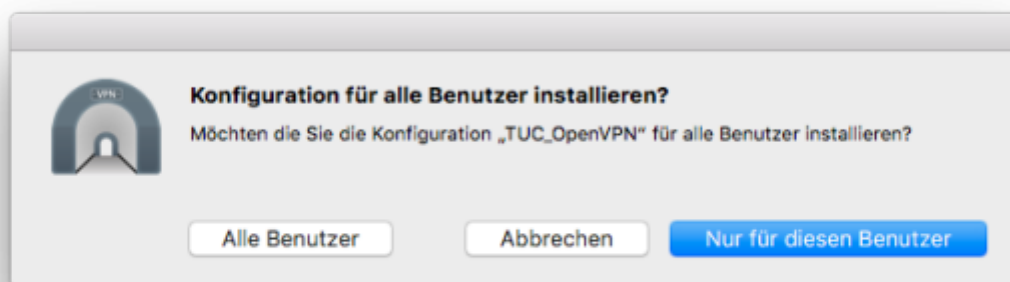 VPN
Konfiguration für alle Benutzer installieren?
Möchten die Sie die Konfiguration „TUC_OpenVPN“ für alle Benutzer installieren?
Alle Benutzer
Abbrechen
Nur für diesen Benutzer